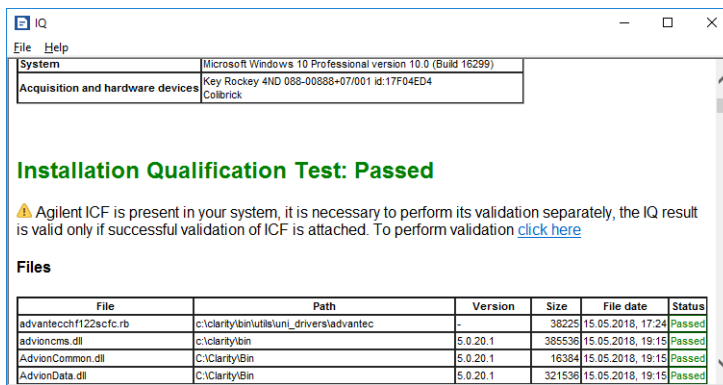 IQ
File Help
System Microsoft Windows 10 Professional version 10.0 (Build 16299)
Acquisition and hardware devices Key Rockey 4ND 088-00888+07/001 id:17F04ED4
Colibrick
Installation Qualification Test: Passed
Agilent ICF is present in your system, it is necessary to perform its validation separately, the IQ result
is valid only if successful validation of ICF is attached. To perform validation click here
Files
File Path Version Size File date Status
advantecchf122scfc.rb c:\clarity\bin\utils\uni_drivers\advantec - 38225 15.05.2018, 17:24 Passed
advioncms.dll c:\clarity\bin 5.0.20.1 385536 15.05.2018, 19:15 Passed
AdvionCommon.dll C:\Clarity\Bin 5.0.20.1 16384 15.05.2018, 19:15 Passed
AdvionData.dll C:\Clarity\Bin 5.0.20.1 321536 15.05.2018, 19:15 Passed